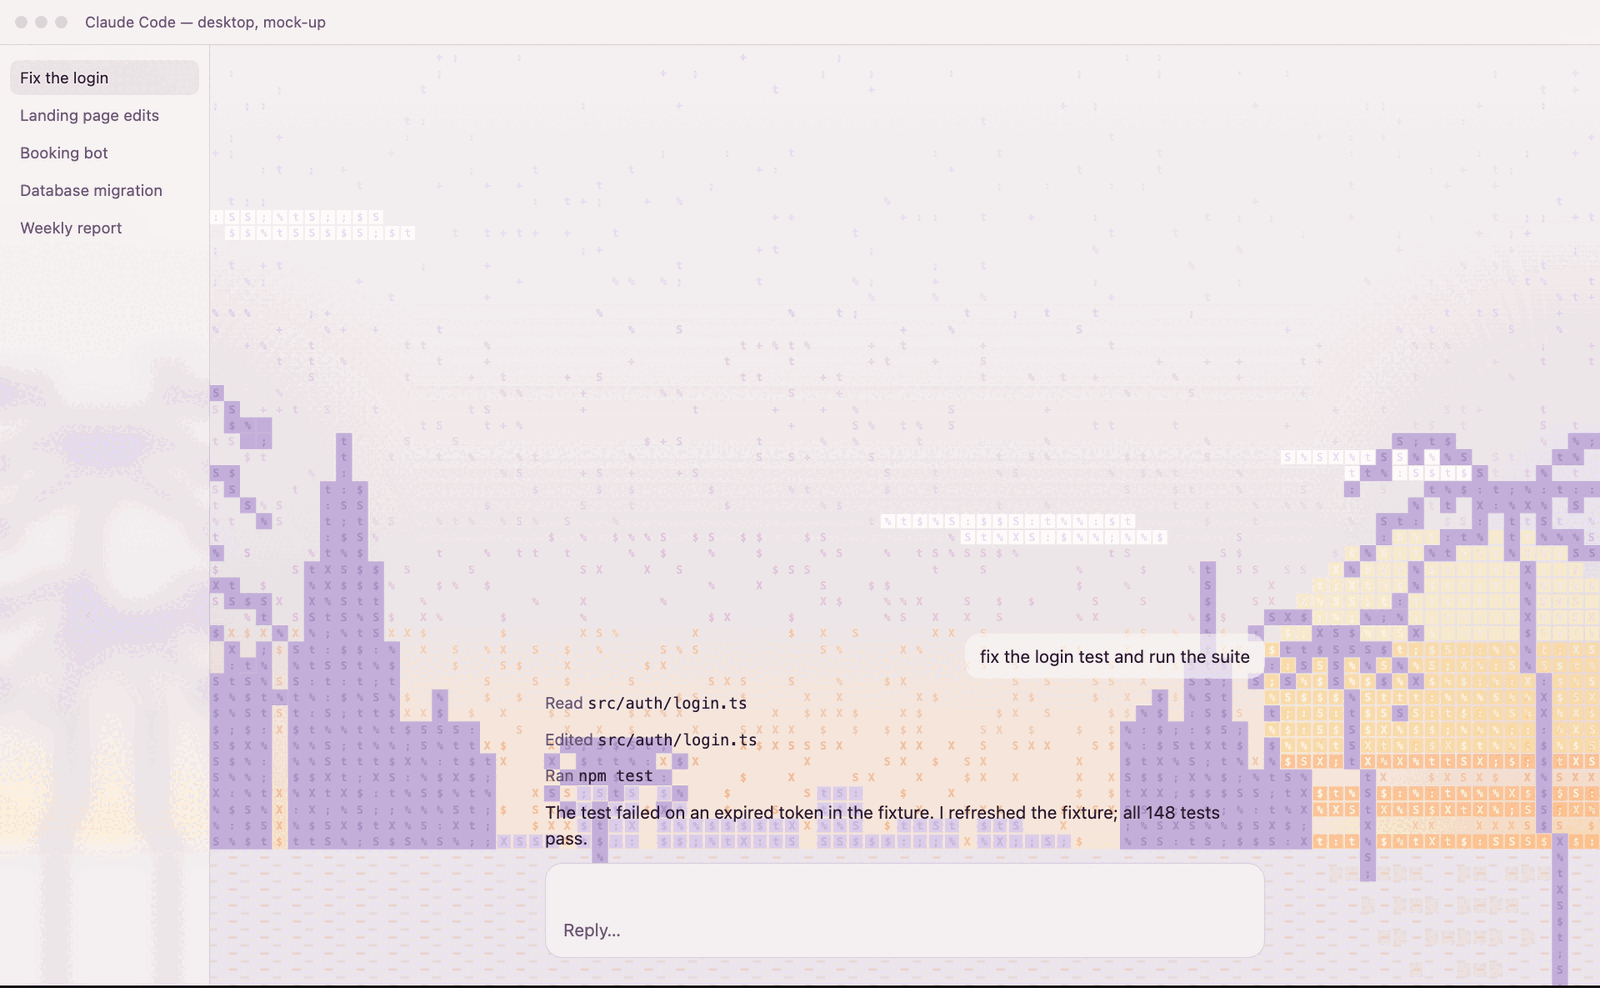 Claude Code — desktop, mock-up
Fix the login
Landing page edits
Booking bot
Database migration
Weekly report
fix the login test and run the suite
Read src/auth/login.ts
Edited src/auth/login.ts
Ran npm test
The test failed on an expired token in the fixture. I refreshed the fixture; all 148 tests
pass.
Reply...